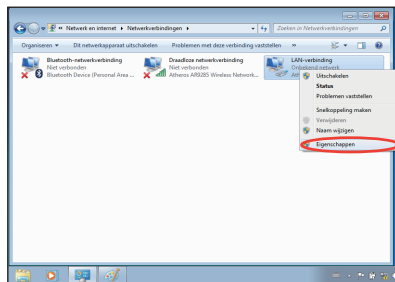 Netwerk en internet ▸ Netwerkverbindingen ▸
Zoeken in Netwerkverbindingen
Organiseren
Dit netwerkapparaat uitschakelen
Problemen met deze verbinding vaststellen
»
Bluetooth-netwerkverbinding
Niet verbonden
Bluetooth Device (Personal Area ...
Draadloze netwerkverbinding
Niet verbonden
Atheros AR9285 Wireless Network...
LAN-verbinding
Onbekend netwerk
Uitschakelen
Status
Problemen vaststellen
Snelkoppeling maken
Verwijderen
Naam wijzigen
Eigenschappen